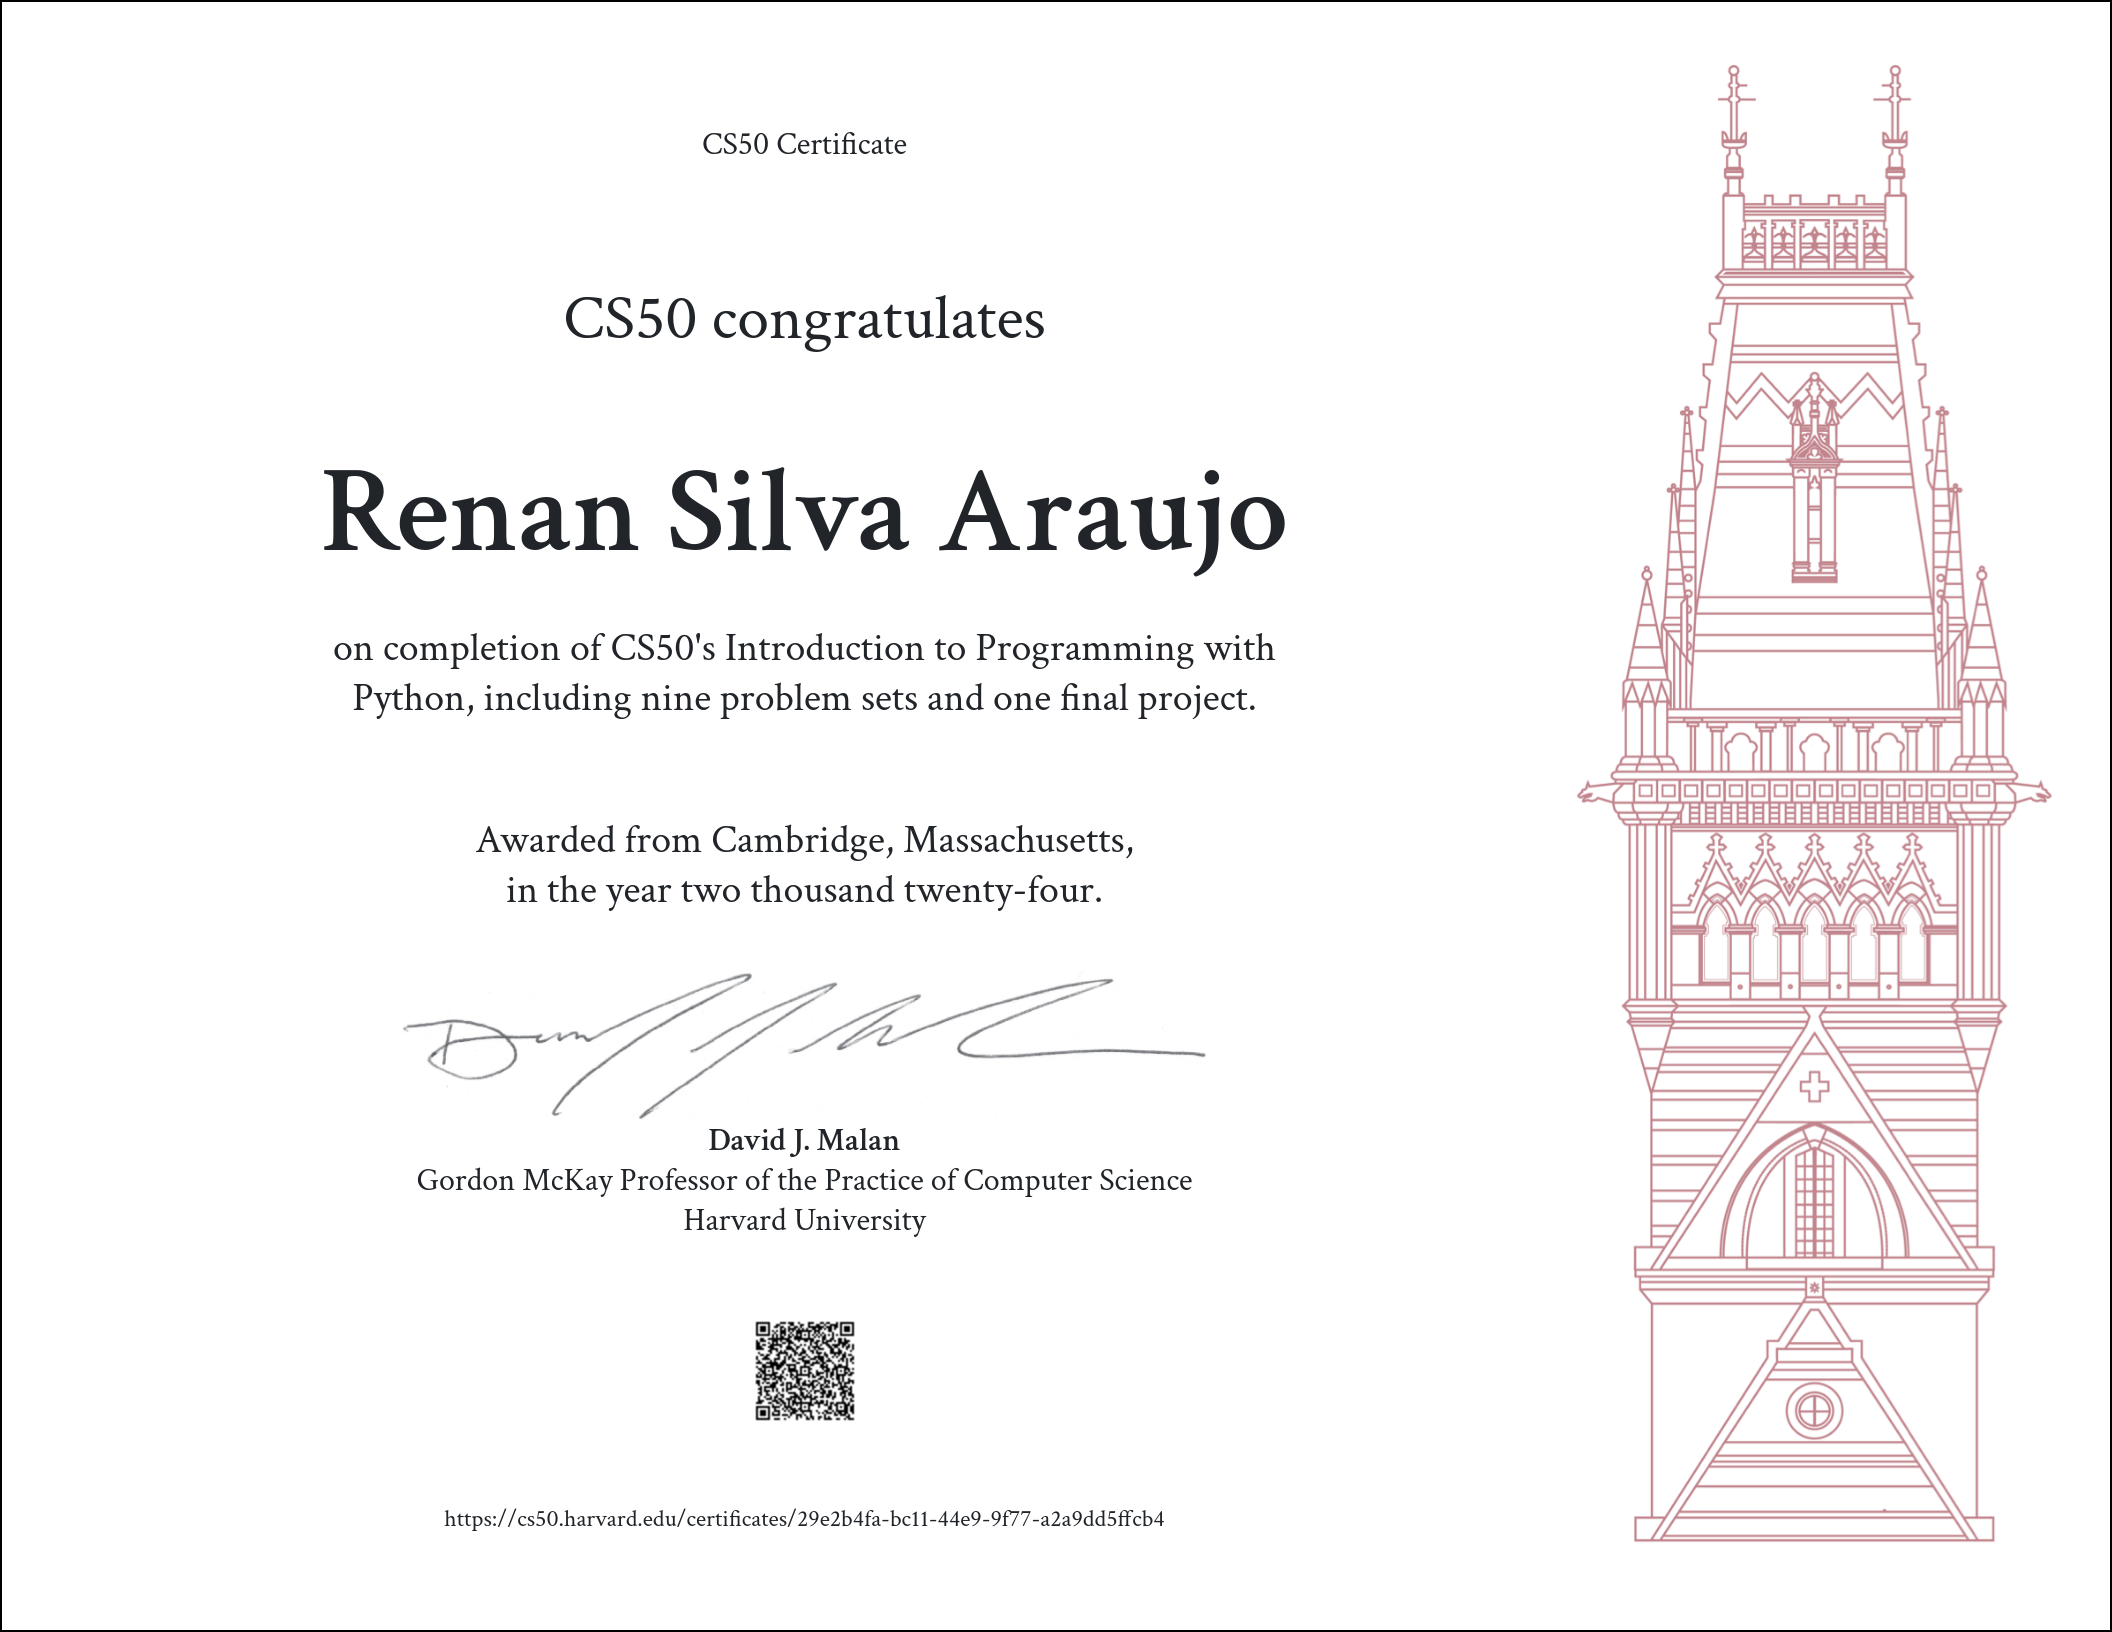 CS50 Certificate
CS50 congratulates
Renan Silva Araujo
on completion of CS50's Introduction to Programming with
Python, including nine problem sets and one final project.
Awarded from Cambridge, Massachusetts,
in the year two thousand twenty-four.
David J. Malan
Gordon McKay Professor of the Practice of Computer Science
Harvard University
https://cs50.harvard.edu/certificates/29e2b4fa-bc11-44e9-9f77-a2a9dd5ffcb4